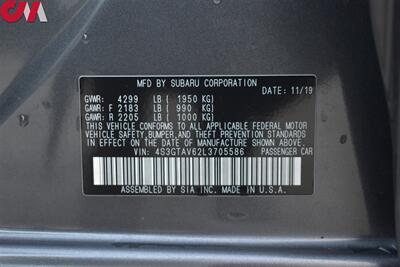 CM
MFD BY SUBARU CORPORATION
DATE: 11/19
GVWR: 4299 LB ( 1950 KG)
GAWR: F 2183 LB ( 990 KG)
GAWR: R 2205 LB ( 1000 KG)
THIS VEHICLE CONFORMS TO ALL APPLICABLE FEDERAL MOTOR
VEHICLE SAFETY, BUMPER, AND THEFT PREVENTION STANDARDS
IN EFFECT ON THE DATE OF MANUFACTURE SHOWN ABOVE.
VIN: 4S3GTAV62L3705586 PASSENGER CAR
ASSEMBLED BY SIA INC. MADE IN U.S.A.